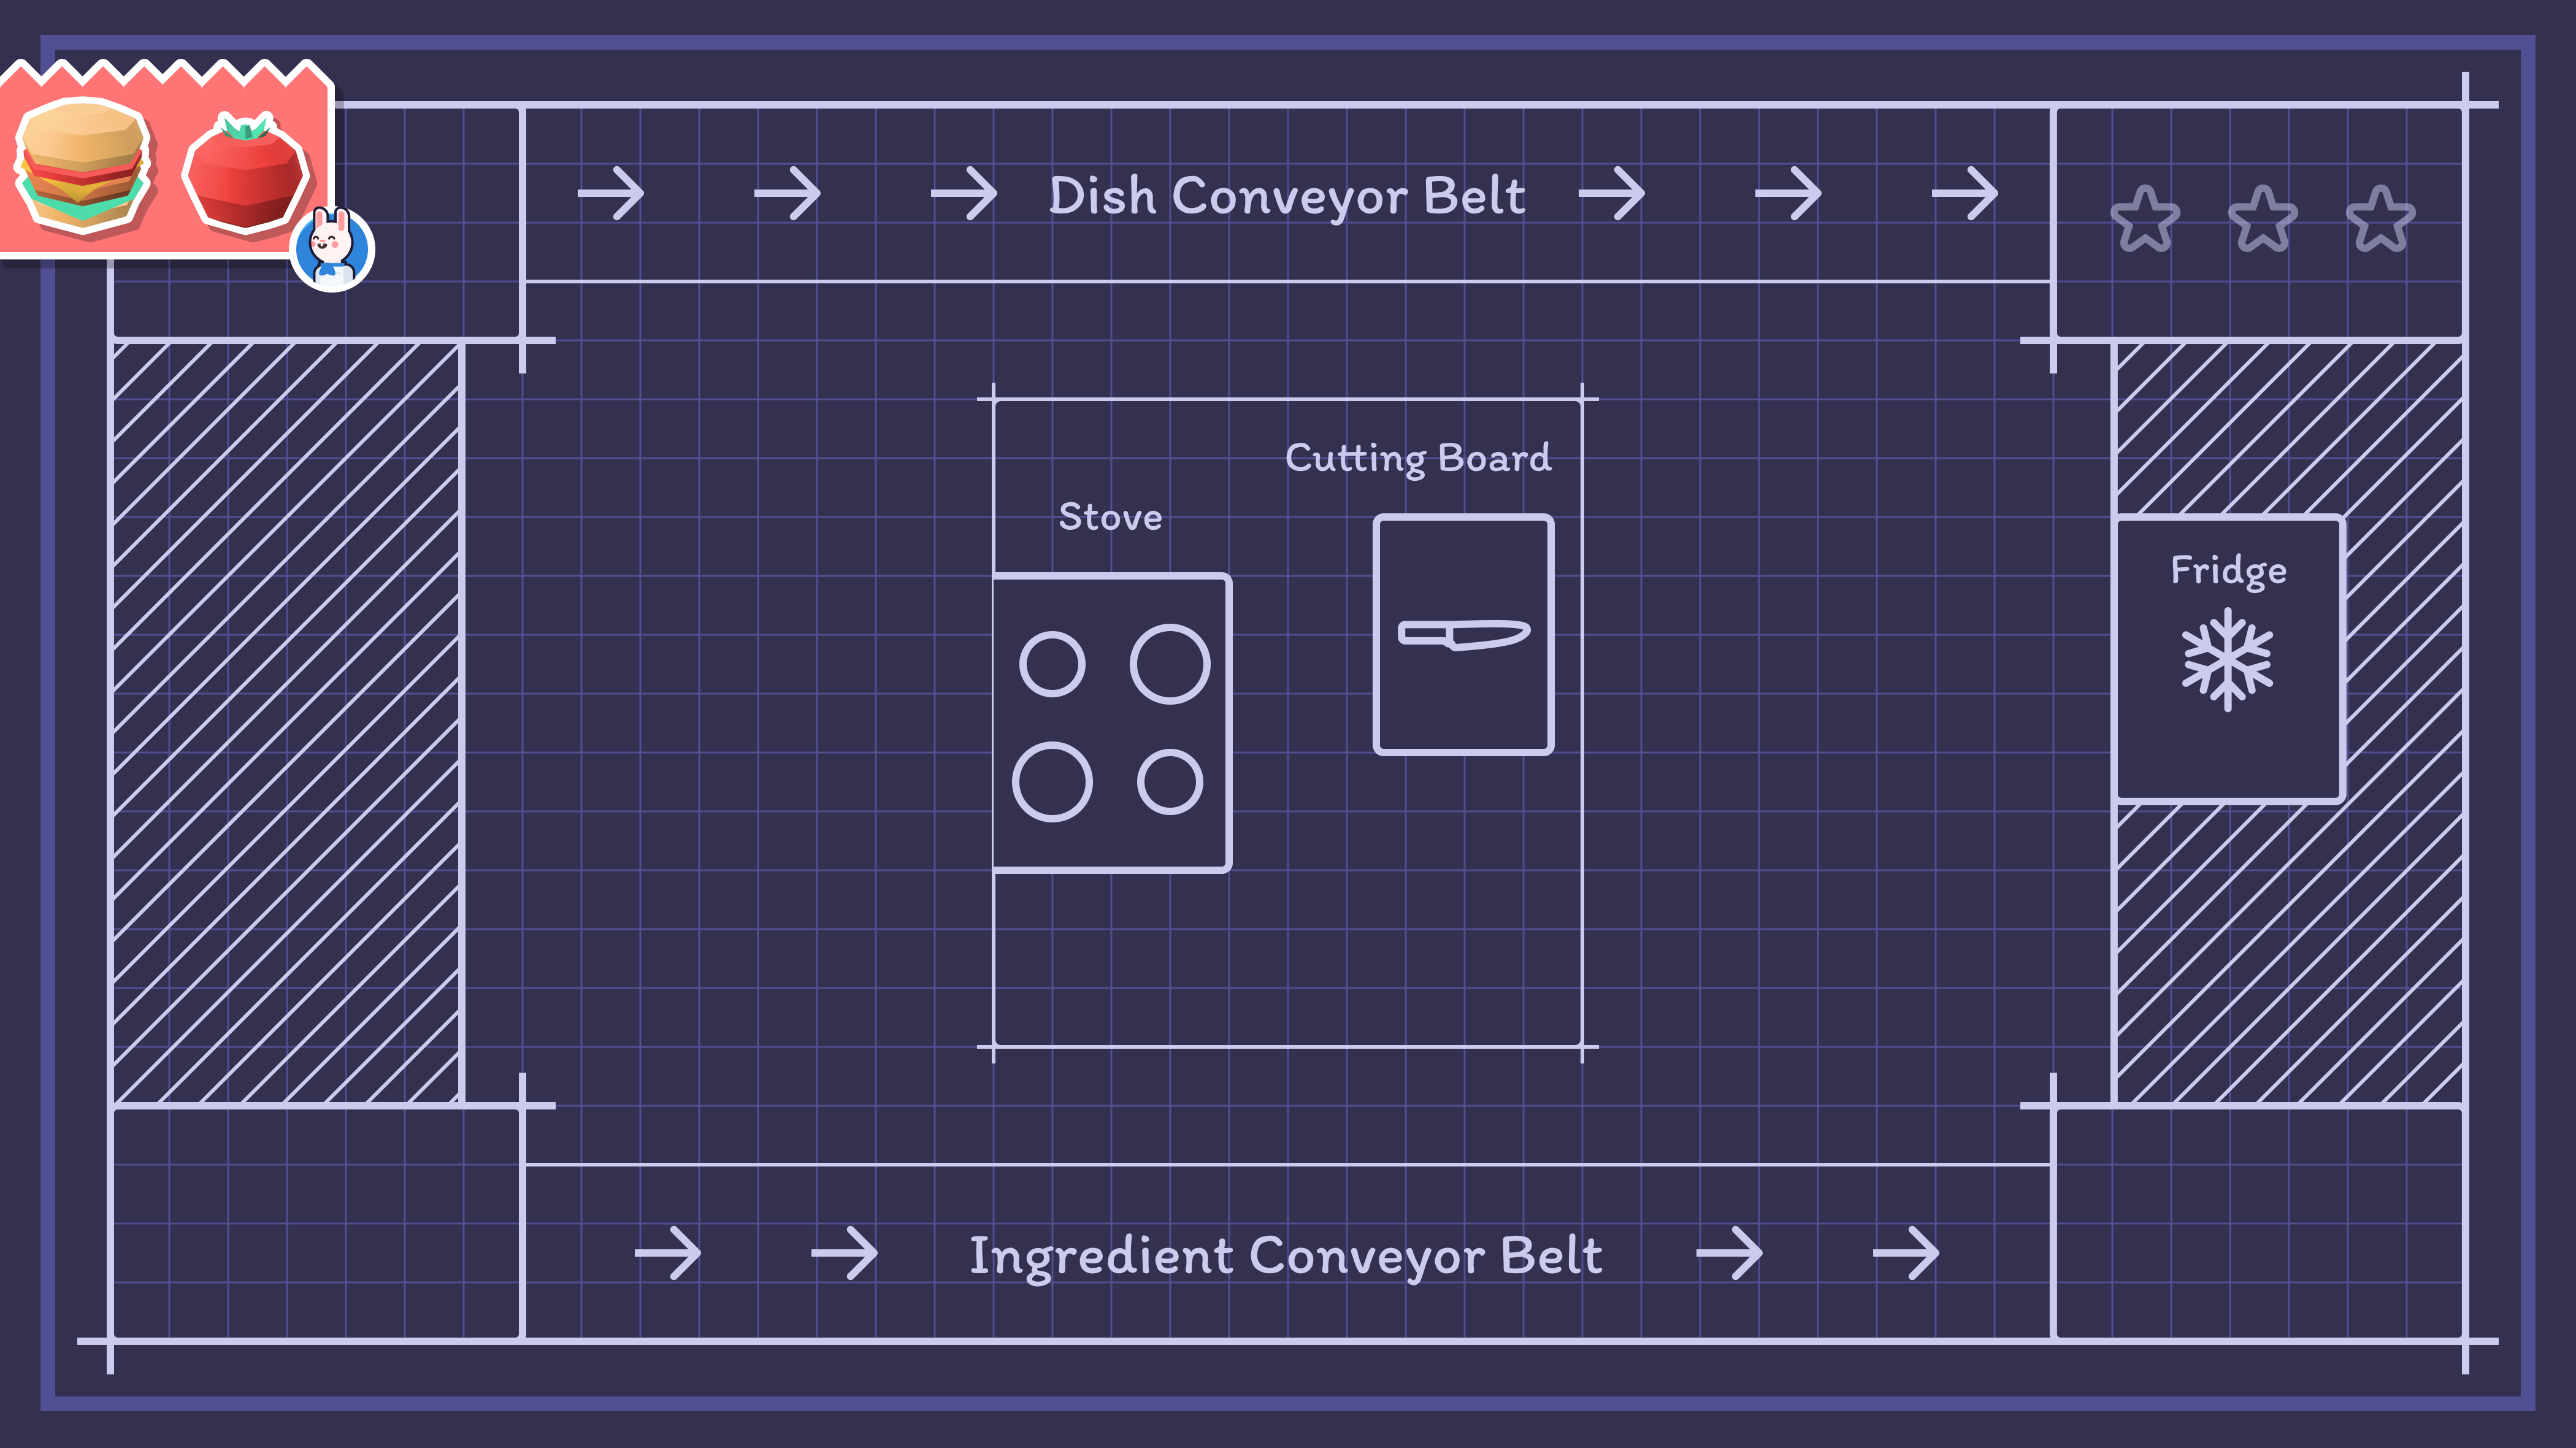 Dish Conveyor Belt
Cutting Board
Stove
Fridge
Ingredient Conveyor Belt